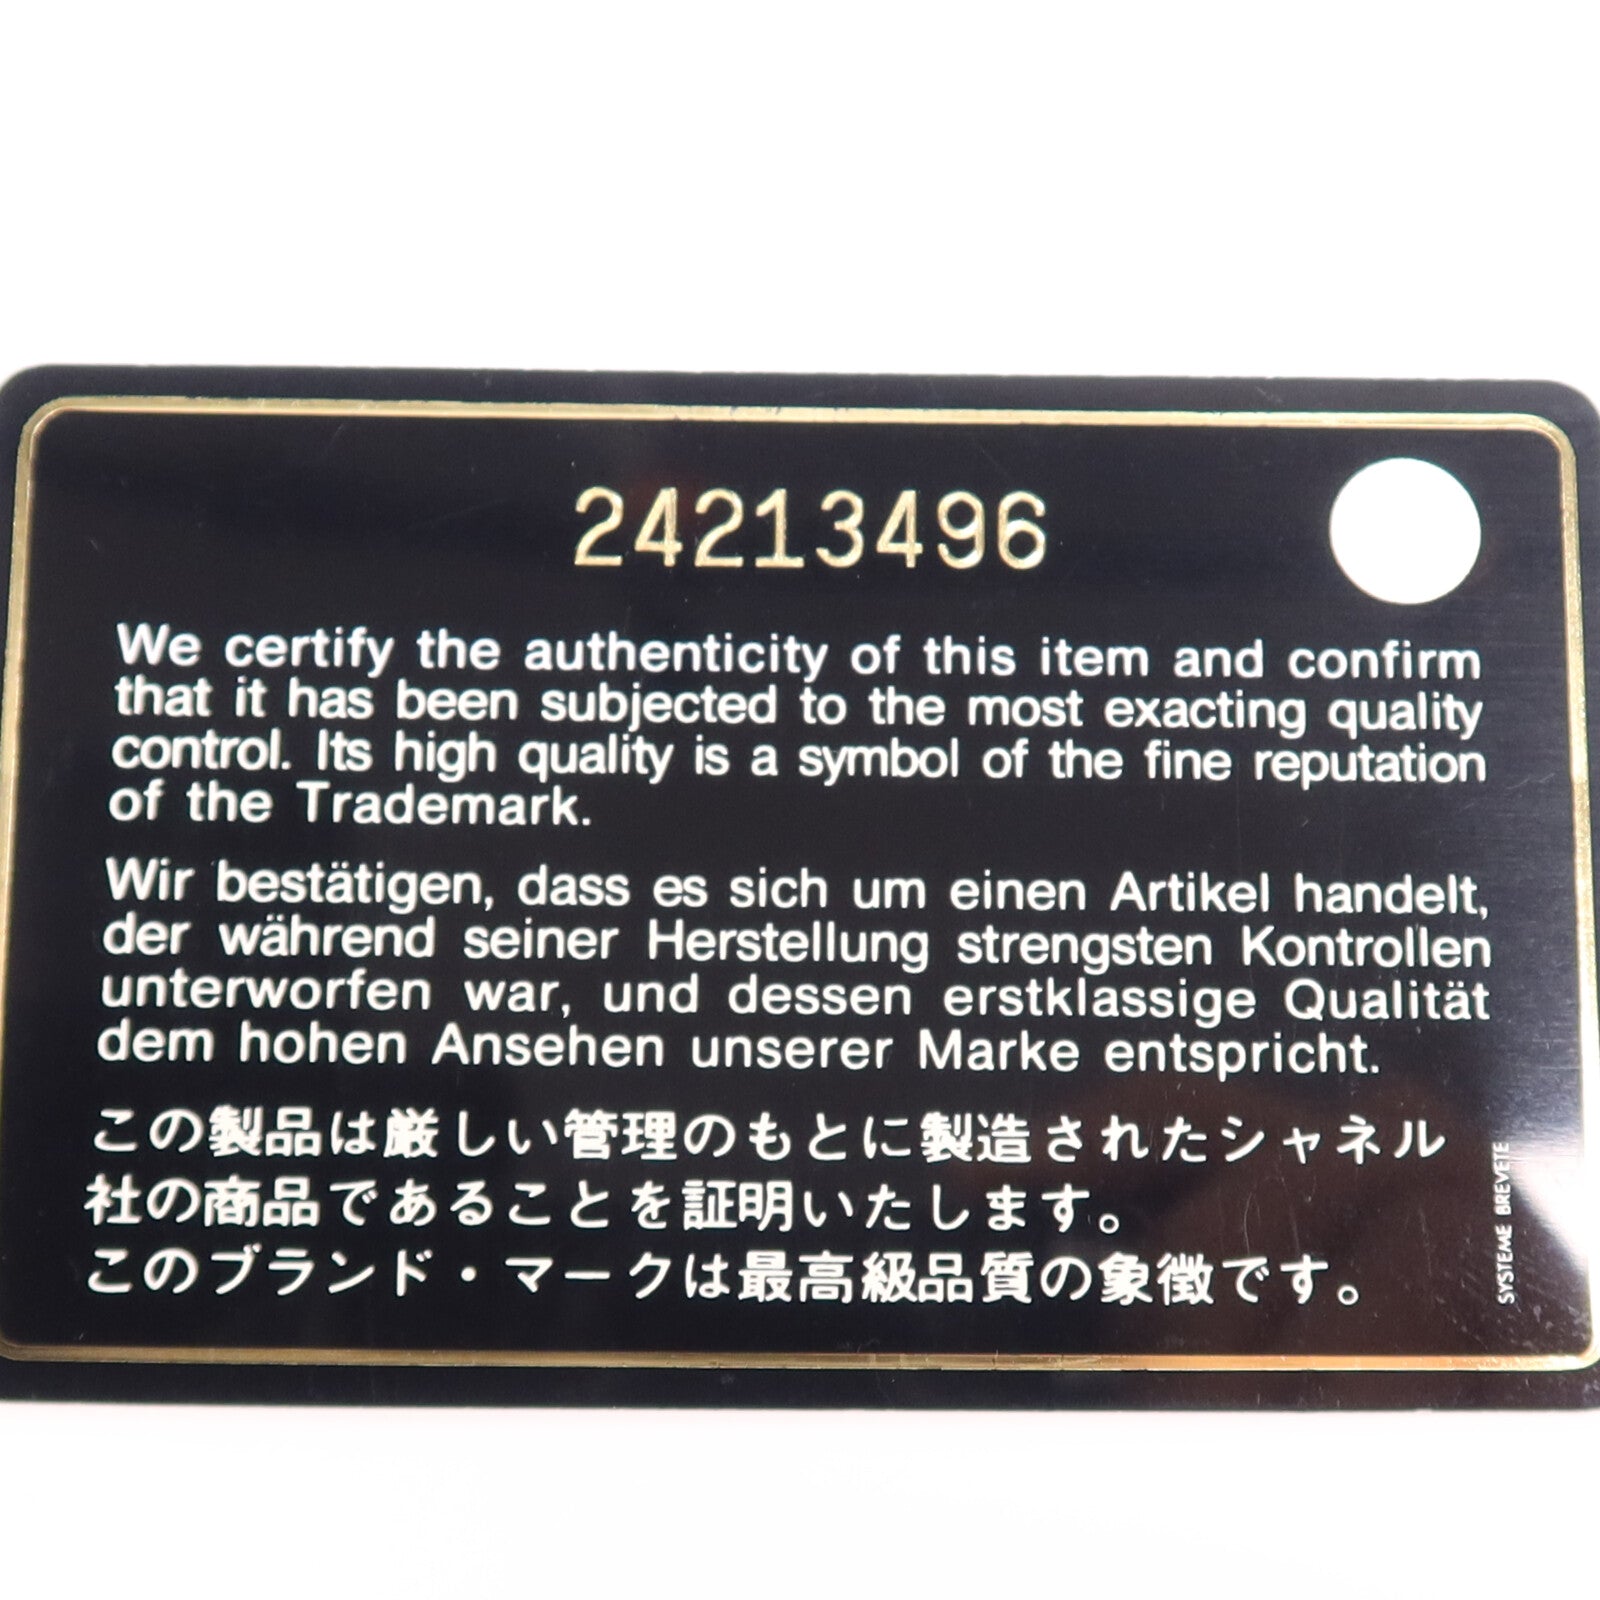 24213496
We certify the authenticity of this item and confirm
that it has been subjected to the most exacting quality
control. Its high quality is a symbol of the fine reputation
of the Trademark.
Wir bestätigen, dass es sich um einen Artikel handelt,
der während seiner Herstellung strengsten Kontrollen
unterworfen war, und dessen erstklassige Qualität
dem hohen Ansehen unserer Marke entspricht.
この製品は厳しい管理のもとに製造されたシャネル
社の商品であることを証明いたします。
このブランド・マークは最高級品質の象徴です。
SYSTEME BREVETE